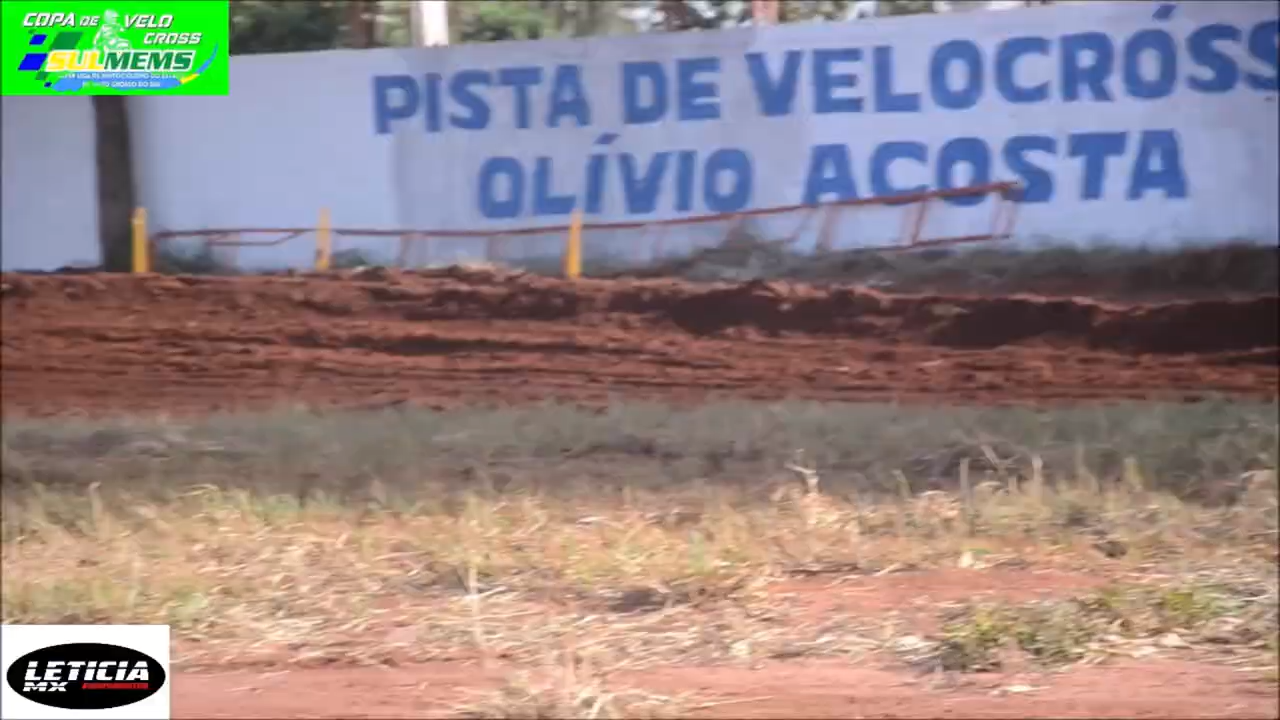 COPA DE VELO
CROSS
SULMEMS
PISTA DE VELOCRÓSS
OLÍVIO ACOSTA
LETICIA
MX